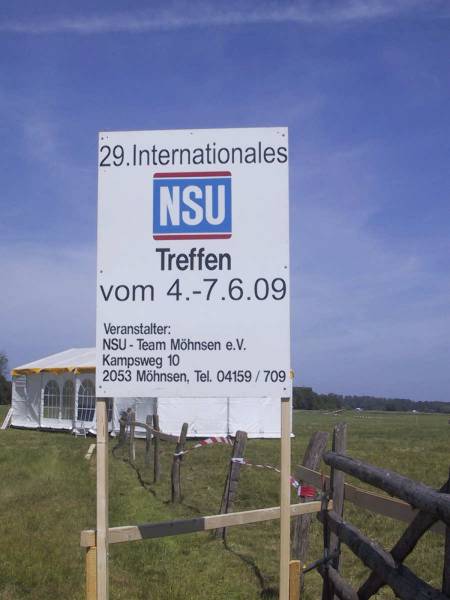 29.Internationales
NSU
Treffen
vom 4.-7.6.09
Veranstalter:
NSU - Team Möhnsen e.V.
Kampsweg 10
2053 Möhnsen, Tel. 04159 / 709